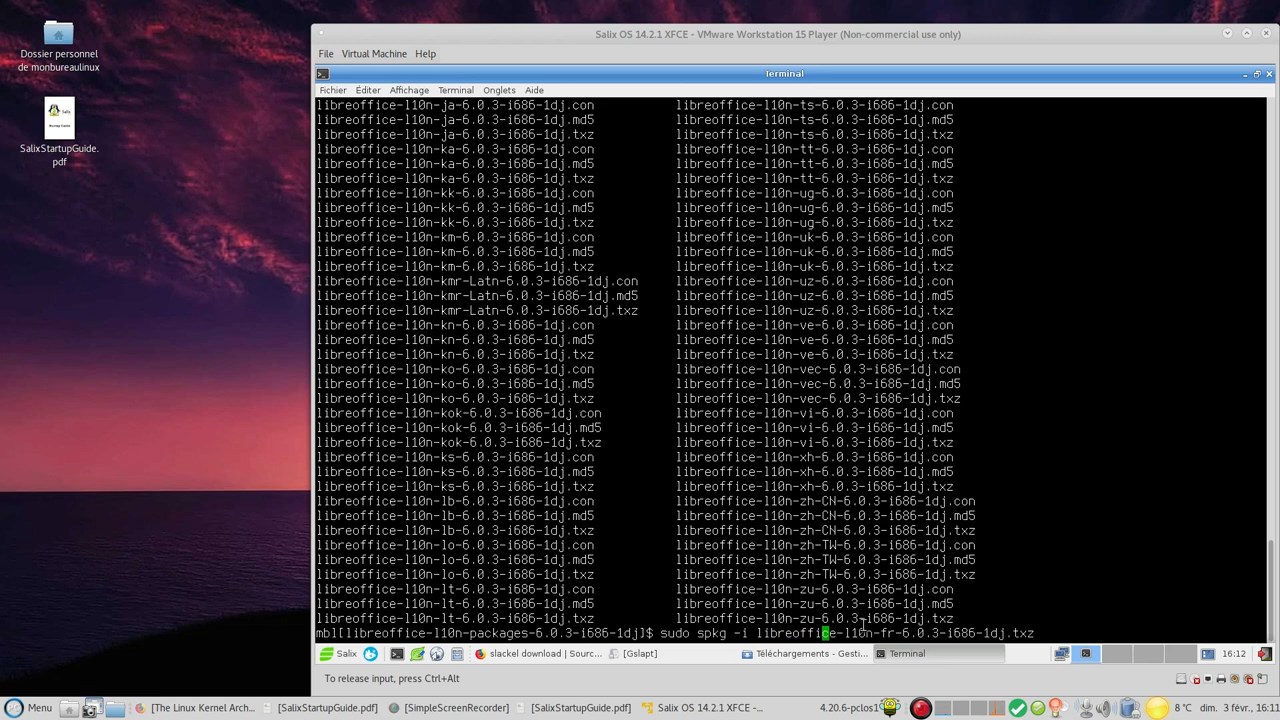 Salix OS 14.2.1 XFCE - VMware Workstation 15 Player (Non-commercial use only)
Dossier personnel
de monbureaulinux
SalixStartupGuide.
pdf
File Virtual Machine Help
Terminal
Fichier Éditer Affichage Terminal Onglets Aide
libreoffice-l10n-ja-6.0.3-i686-1dj.con libreoffice-l10n-ts-6.0.3-i686-1dj.con
libreoffice-l10n-ja-6.0.3-i686-1dj.md5 libreoffice-l10n-ts-6.0.3-i686-1dj.md5
libreoffice-l10n-ja-6.0.3-i686-1dj.txz libreoffice-l10n-ts-6.0.3-i686-1dj.txz
libreoffice-l10n-ka-6.0.3-i686-1dj.con libreoffice-l10n-tt-6.0.3-i686-1dj.con
libreoffice-l10n-ka-6.0.3-i686-1dj.md5 libreoffice-l10n-tt-6.0.3-i686-1dj.md5
libreoffice-l10n-ka-6.0.3-i686-1dj.txz libreoffice-l10n-tt-6.0.3-i686-1dj.txz
libreoffice-l10n-kk-6.0.3-i686-1dj.con libreoffice-l10n-ug-6.0.3-i686-1dj.con
libreoffice-l10n-kk-6.0.3-i686-1dj.md5 libreoffice-l10n-ug-6.0.3-i686-1dj.md5
libreoffice-l10n-kk-6.0.3-i686-1dj.txz libreoffice-l10n-ug-6.0.3-i686-1dj.txz
libreoffice-l10n-km-6.0.3-i686-1dj.con libreoffice-l10n-uk-6.0.3-i686-1dj.con
libreoffice-l10n-km-6.0.3-i686-1dj.md5 libreoffice-l10n-uk-6.0.3-i686-1dj.md5
libreoffice-l10n-km-6.0.3-i686-1dj.txz libreoffice-l10n-uk-6.0.3-i686-1dj.txz
libreoffice-l10n-kmr-Latn-6.0.3-i686-1dj.con libreoffice-l10n-uz-6.0.3-i686-1dj.con
libreoffice-l10n-kmr-Latn-6.0.3-i686-1dj.md5 libreoffice-l10n-uz-6.0.3-i686-1dj.md5
libreoffice-l10n-kmr-Latn-6.0.3-i686-1dj.txz libreoffice-l10n-uz-6.0.3-i686-1dj.txz
libreoffice-l10n-kn-6.0.3-i686-1dj.con libreoffice-l10n-ve-6.0.3-i686-1dj.con
libreoffice-l10n-kn-6.0.3-i686-1dj.md5 libreoffice-l10n-ve-6.0.3-i686-1dj.md5
libreoffice-l10n-kn-6.0.3-i686-1dj.txz libreoffice-l10n-ve-6.0.3-i686-1dj.txz
libreoffice-l10n-ko-6.0.3-i686-1dj.con libreoffice-l10n-vec-6.0.3-i686-1dj.con
libreoffice-l10n-ko-6.0.3-i686-1dj.md5 libreoffice-l10n-vec-6.0.3-i686-1dj.md5
libreoffice-l10n-ko-6.0.3-i686-1dj.txz libreoffice-l10n-vec-6.0.3-i686-1dj.txz
libreoffice-l10n-kok-6.0.3-i686-1dj.con libreoffice-l10n-vi-6.0.3-i686-1dj.con
libreoffice-l10n-kok-6.0.3-i686-1dj.md5 libreoffice-l10n-vi-6.0.3-i686-1dj.md5
libreoffice-l10n-kok-6.0.3-i686-1dj.txz libreoffice-l10n-vi-6.0.3-i686-1dj.txz
libreoffice-l10n-ks-6.0.3-i686-1dj.con libreoffice-l10n-xh-6.0.3-i686-1dj.con
libreoffice-l10n-ks-6.0.3-i686-1dj.md5 libreoffice-l10n-xh-6.0.3-i686-1dj.md5
libreoffice-l10n-ks-6.0.3-i686-1dj.txz libreoffice-l10n-xh-6.0.3-i686-1dj.txz
libreoffice-l10n-lb-6.0.3-i686-1dj.con libreoffice-l10n-zh-CN-6.0.3-i686-1dj.con
libreoffice-l10n-lb-6.0.3-i686-1dj.md5 libreoffice-l10n-zh-CN-6.0.3-i686-1dj.md5
libreoffice-l10n-lb-6.0.3-i686-1dj.txz libreoffice-l10n-zh-CN-6.0.3-i686-1dj.txz
libreoffice-l10n-lo-6.0.3-i686-1dj.con libreoffice-l10n-zh-TW-6.0.3-i686-1dj.con
libreoffice-l10n-lo-6.0.3-i686-1dj.md5 libreoffice-l10n-zh-TW-6.0.3-i686-1dj.md5
libreoffice-l10n-lo-6.0.3-i686-1dj.txz libreoffice-l10n-zh-TW-6.0.3-i686-1dj.txz
libreoffice-l10n-lt-6.0.3-i686-1dj.con libreoffice-l10n-zu-6.0.3-i686-1dj.con
libreoffice-l10n-lt-6.0.3-i686-1dj.md5 libreoffice-l10n-zu-6.0.3-i686-1dj.md5
libreoffice-l10n-lt-6.0.3-i686-1dj.txz libreoffice-l10n-zu-6.0.3-i686-1dj.txz
mbl[libreoffice-l10n-packages-6.0.3-i686-1dj]$ sudo spkg -i libreoffice-l10n-fr-6.0.3-i686-1dj.txz
Salix slackel download | Sourc... [Gslapt] Téléchargements - Gesti... Terminal 16:12
To release input, press Ctrl+Alt
Menu [The Linux Kernel Arch... [SalixStartupGuide.pdf] [SimpleScreenRecorder] [SalixStartupGuide.pdf] Salix OS 14.2.1 XFCE -... 4.20.6-pclos1 8 °C dim. 3 févr., 16:11